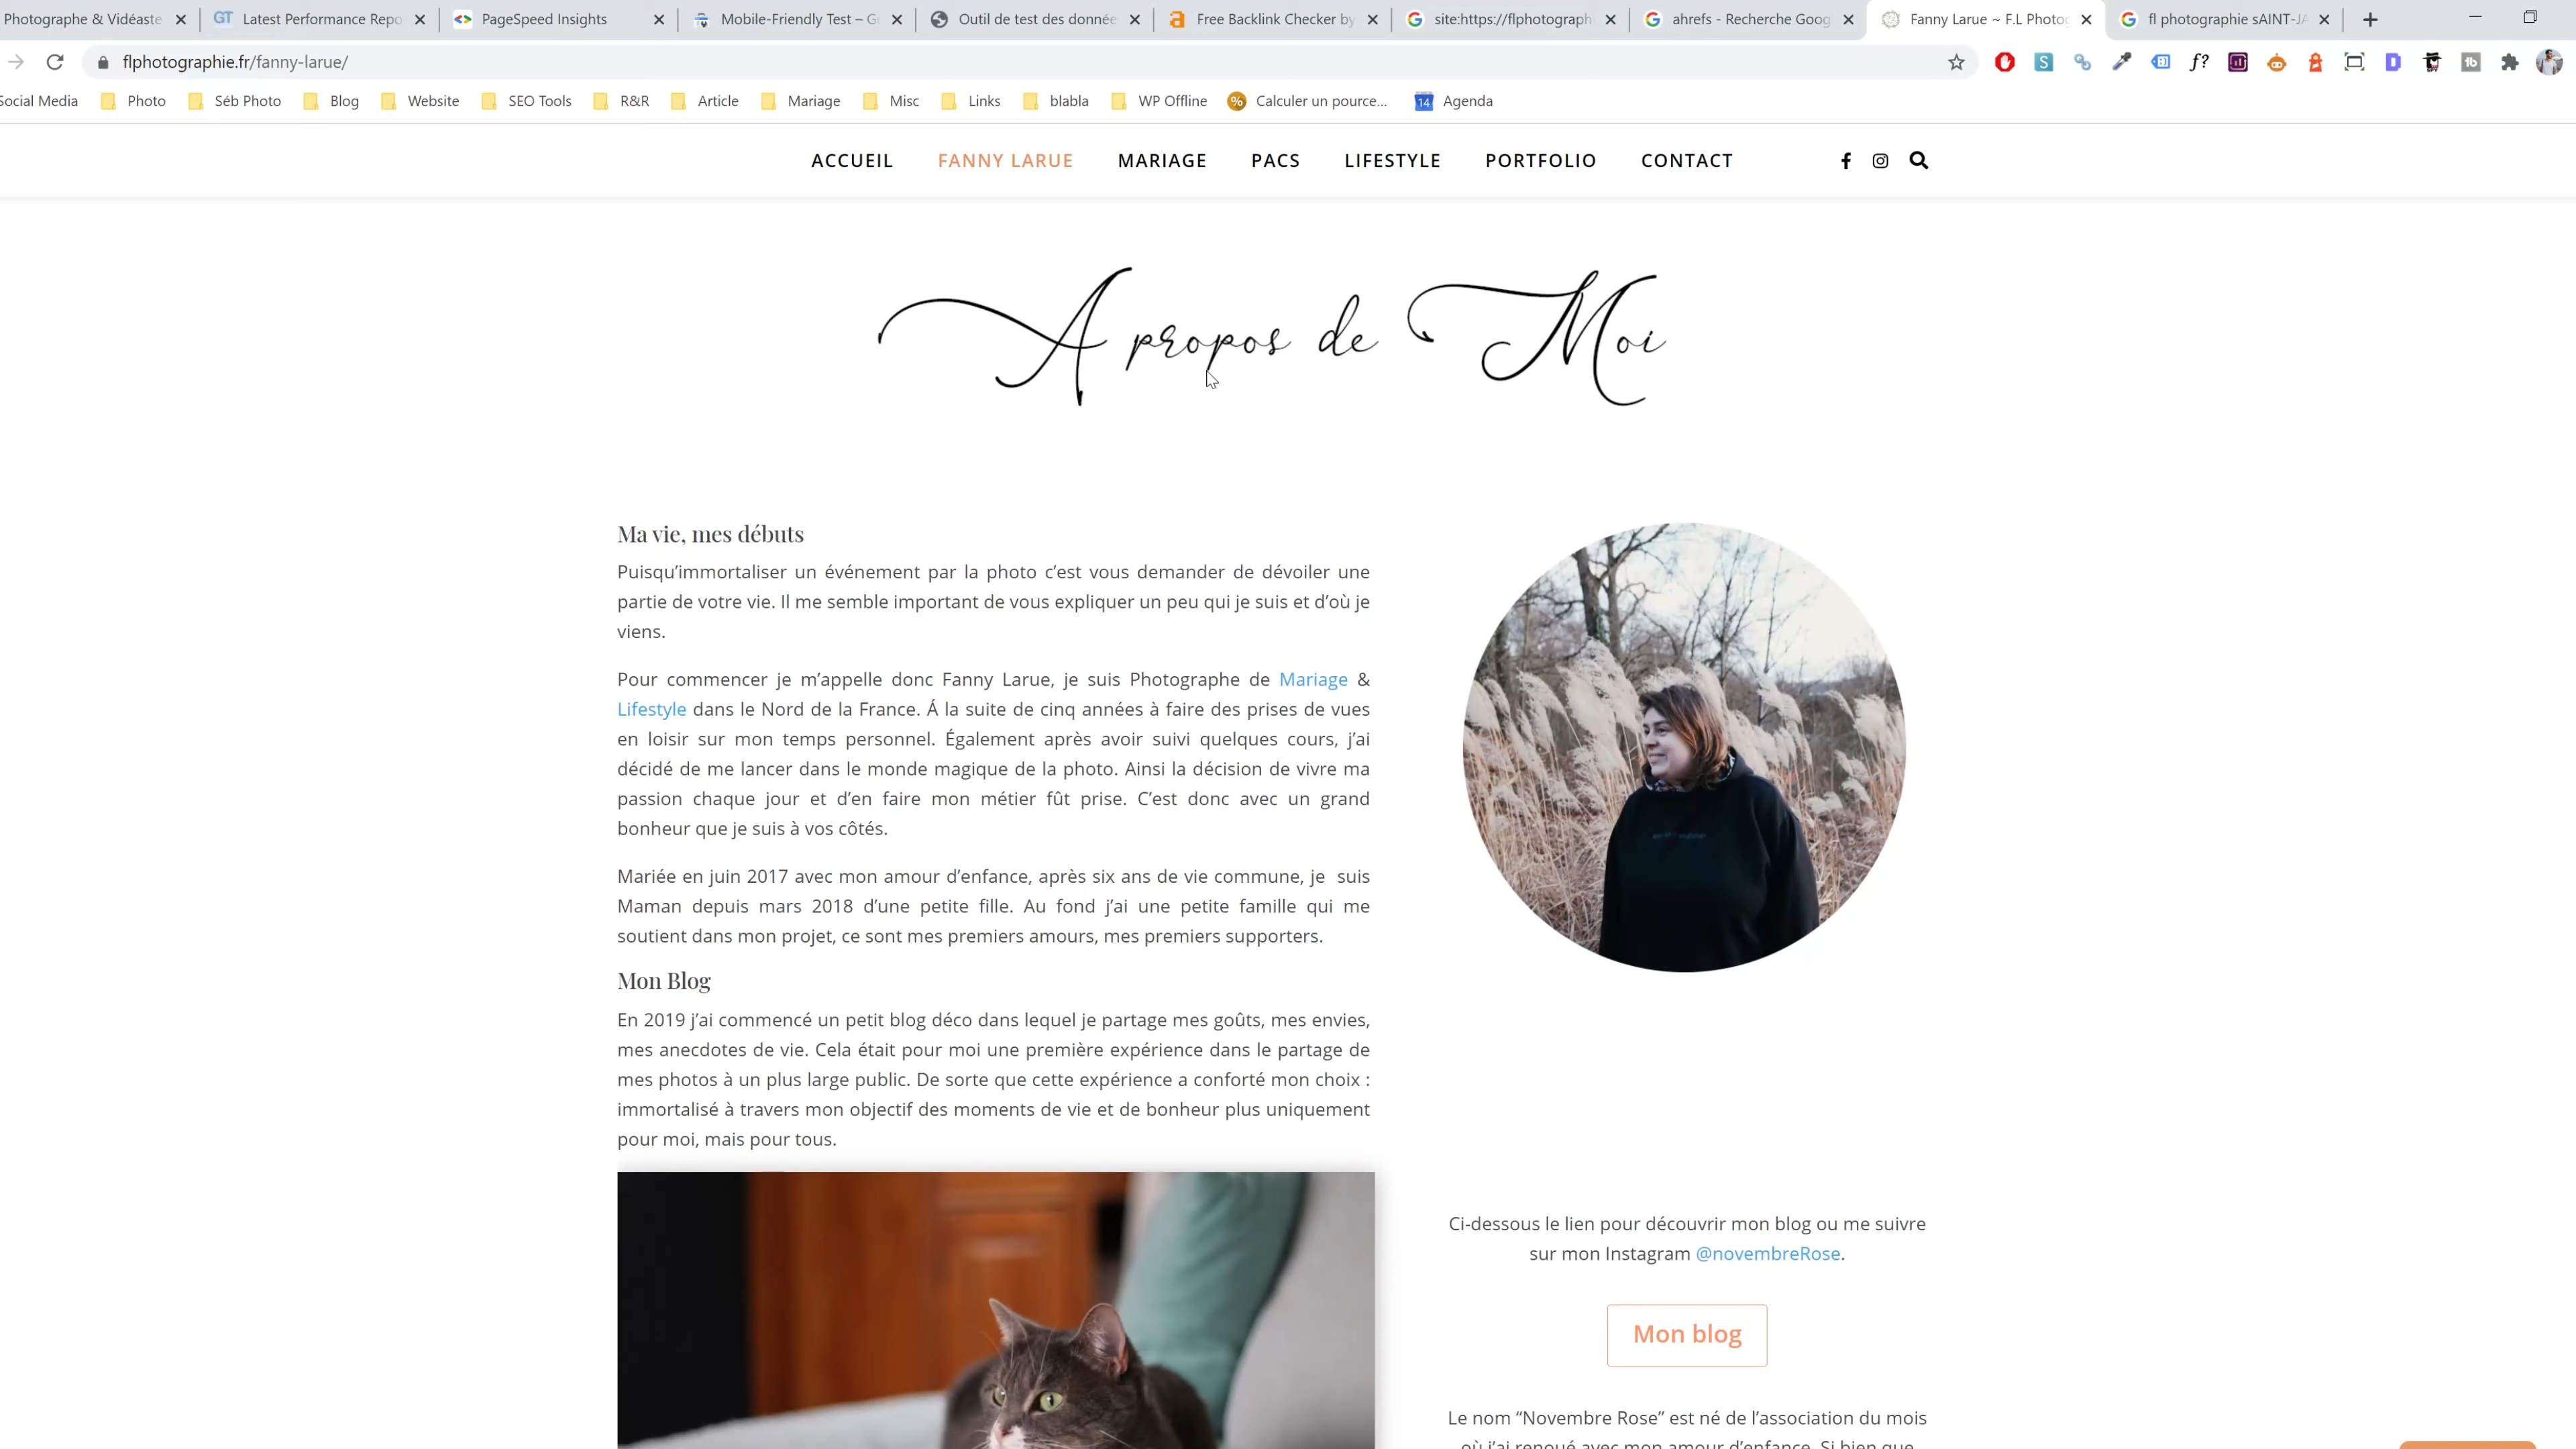 Photographe & Vidéaste
GT Latest Performance Repo
PageSpeed Insights
Mobile-Friendly Test – G
Outil de test des donnée
Free Backlink Checker by
site:https://flphotograph
ahrefs - Recherche Goog
Fanny Larue ~ F.L Photog
fl photographie sAINT-JA
flphotographie.fr/fanny-larue/
Social Media
Photo
Séb Photo
Blog
Website
SEO Tools
R&R
Article
Mariage
Misc
Links
blabla
WP Offline
Calculer un pource...
14 Agenda
ACCUEIL FANNY LARUE MARIAGE PACS LIFESTYLE PORTFOLIO CONTACT
A propos de Moi
Ma vie, mes débuts
Puisqu’immortaliser un événement par la photo c’est vous demander de dévoiler une
partie de votre vie. Il me semble important de vous expliquer un peu qui je suis et d’où je
viens.
Pour commencer je m’appelle donc Fanny Larue, je suis Photographe de Mariage &
Lifestyle dans le Nord de la France. Á la suite de cinq années à faire des prises de vues
en loisir sur mon temps personnel. Également après avoir suivi quelques cours, j’ai
décidé de me lancer dans le monde magique de la photo. Ainsi la décision de vivre ma
passion chaque jour et d’en faire mon métier fût prise. C’est donc avec un grand
bonheur que je suis à vos côtés.
Mariée en juin 2017 avec mon amour d’enfance, après six ans de vie commune, je suis
Maman depuis mars 2018 d’une petite fille. Au fond j’ai une petite famille qui me
soutient dans mon projet, ce sont mes premiers amours, mes premiers supporters.
Mon Blog
En 2019 j’ai commencé un petit blog déco dans lequel je partage mes goûts, mes envies,
mes anecdotes de vie. Cela était pour moi une première expérience dans le partage de
mes photos à un plus large public. De sorte que cette expérience a conforté mon choix :
immortalisé à travers mon objectif des moments de vie et de bonheur plus uniquement
pour moi, mais pour tous.
Ci-dessous le lien pour découvrir mon blog ou me suivre
sur mon Instagram @novembreRose.
Mon blog
Le nom “Novembre Rose” est né de l’association du mois
où j’ai renoué avec mon amour d’enfance. Si bien que